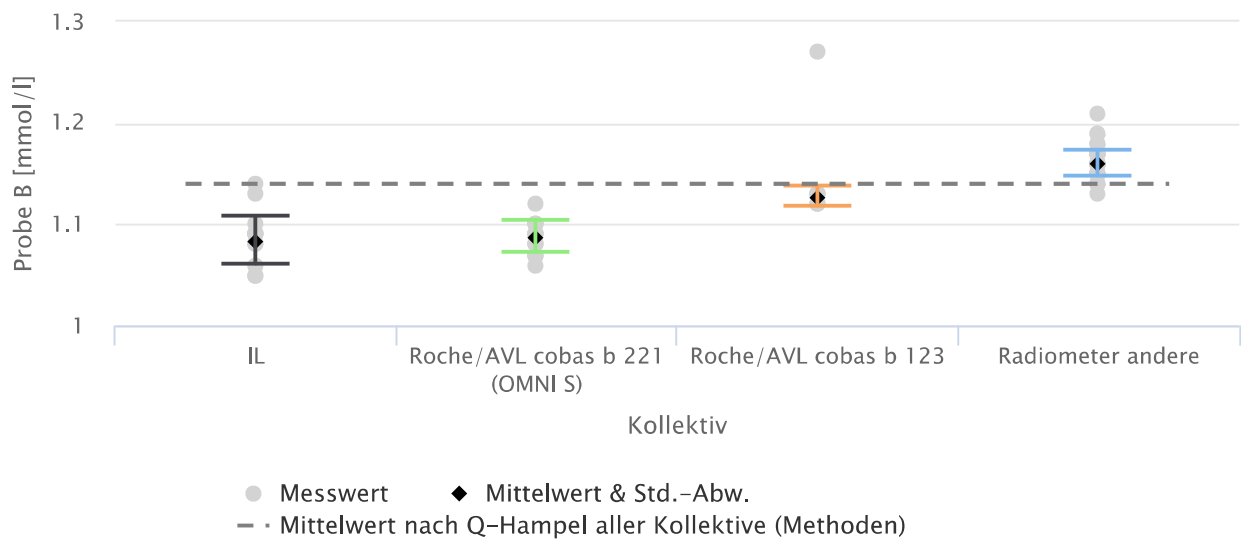 1.3
1.2
1.1
1
Probe B [mmol/l]
IL
Roche/AVL cobas b 221
(OMNI S)
Roche/AVL cobas b 123
Radiometer andere
Kollektiv
Messwert
Mittelwert & Std.-Abw.
Mittelwert nach Q-Hampel aller Kollektive (Methoden)